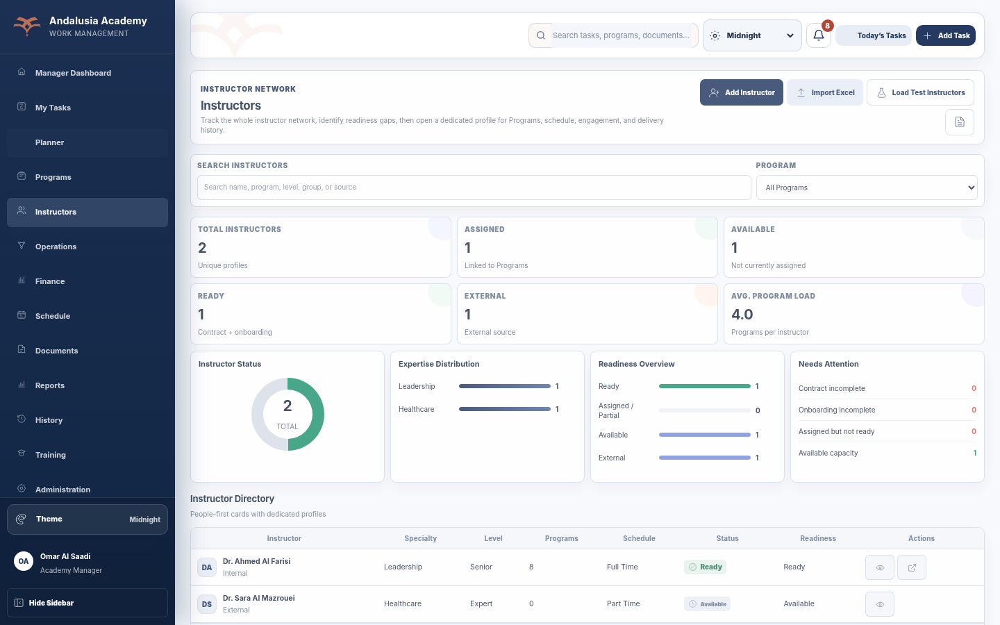 Andalusia Academy
WORK MANAGEMENT
Manager Dashboard
My Tasks
Planner
Programs
Instructors
Operations
Finance
Schedule
Documents
Reports
History
Training
Administration
Theme
Midnight
OA
Omar Al Saadi
Academy Manager
Hide Sidebar
Search tasks, programs, documents...
Midnight
8
Today's Tasks
Add Task
INSTRUCTOR NETWORK
Instructors
Track the whole instructor network, identify readiness gaps, then open a dedicated profile for Programs, schedule, engagement, and delivery
history.
Add Instructor
Import Excel
Load Test Instructors
SEARCH INSTRUCTORS
Search name, program, level, group, or source
PROGRAM
All Programs
TOTAL INSTRUCTORS
2
Unique profiles
ASSIGNED
1
Linked to Programs
AVAILABLE
1
Not currently assigned
READY
1
Contract + onboarding
EXTERNAL
1
External source
AVG. PROGRAM LOAD
4.0
Programs per instructor
Instructor Status
2
TOTAL
Expertise Distribution
Leadership 1
Healthcare 1
Readiness Overview
Ready 1
Assigned /
Partial 0
Available 1
External 1
Needs Attention
Contract incomplete 0
Onboarding incomplete 0
Assigned but not ready 0
Available capacity 1
Instructor Directory
People-first cards with dedicated profiles
Instructor Specialty Level Programs Schedule Status Readiness Actions
DA Dr. Ahmed Al Farisi
Internal
Leadership Senior 8 Full Time Ready Ready
DS Dr. Sara Al Mazrouei
External
Healthcare Expert 0 Part Time Available Available